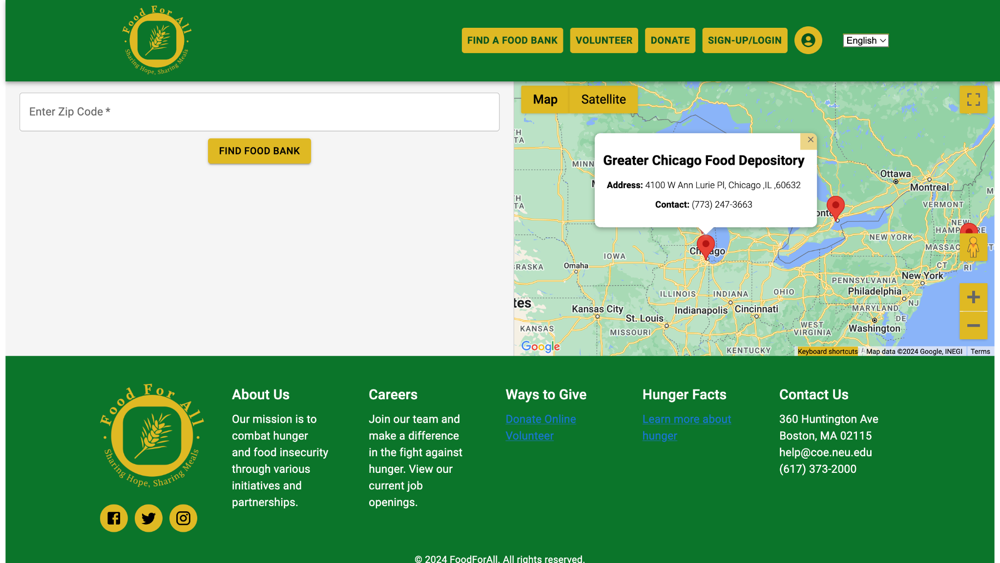 Food For All
Sharing Hope, Sharing Meals
FIND A FOOD BANK
VOLUNTEER
DONATE
SIGN-UP/LOGIN
English
Enter Zip Code *
FIND FOOD BANK
Map
Satellite
Greater Chicago Food Depository
Address: 4100 W Ann Lurie Pl, Chicago ,IL ,60632
Contact: (773) 247-3663
Ottawa
Montreal
VERMONT
NEW
NEW YORK
MASSAC
CT
RI
New York
PENNSYLVANIA
Philadelphia
NJ
MARYLAND
DE
Washington
WEST
VIRGINIA
OHIO
INDIANA
ILLINOIS
Indianapolis
Cincinnati
IOWA
Omaha
Kansas City
St. Louis
KANSAS
MISSOURI
KENTUCKY
MINN
RASKA
tes
Google
Keyboard shortcuts
Map data ©2024 Google, INEGI
Terms
Food For All
Sharing Hope, Sharing Meals
About Us
Our mission is to
combat hunger
and food insecurity
through various
initiatives and
partnerships.
Careers
Join our team and
make a difference
in the fight against
hunger. View our
current job
openings.
Ways to Give
Donate Online
Volunteer
Hunger Facts
Learn more about
hunger
Contact Us
360 Huntington Ave
Boston, MA 02115
help@coe.neu.edu
(617) 373-2000
© 2024 FoodForAll. All rights reserved.